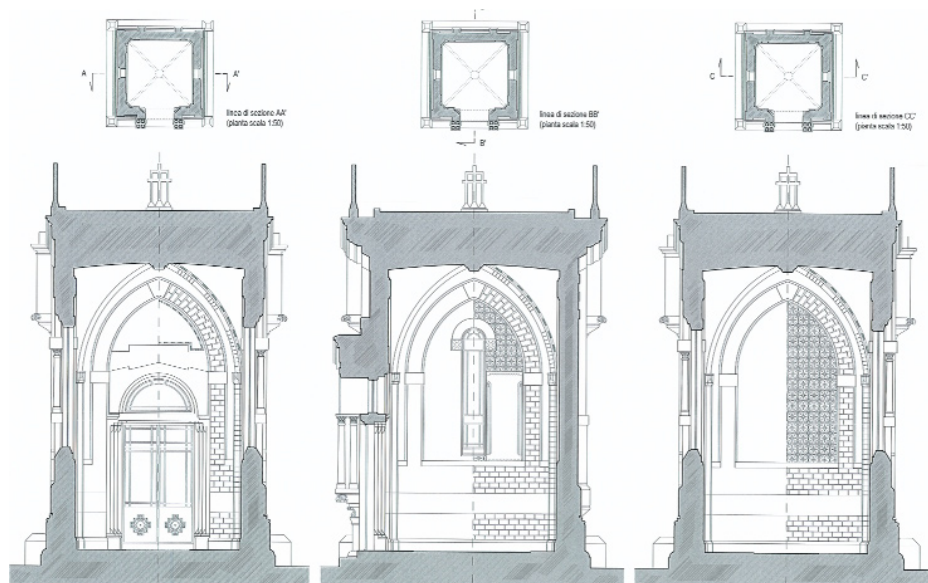 A A'
linea di sezione AA'
(pianta scala 1:50)
linea di sezione BB'
(pianta scala 1:50)
B'
C C'
linea di sezione CC'
(pianta scala 1:50)